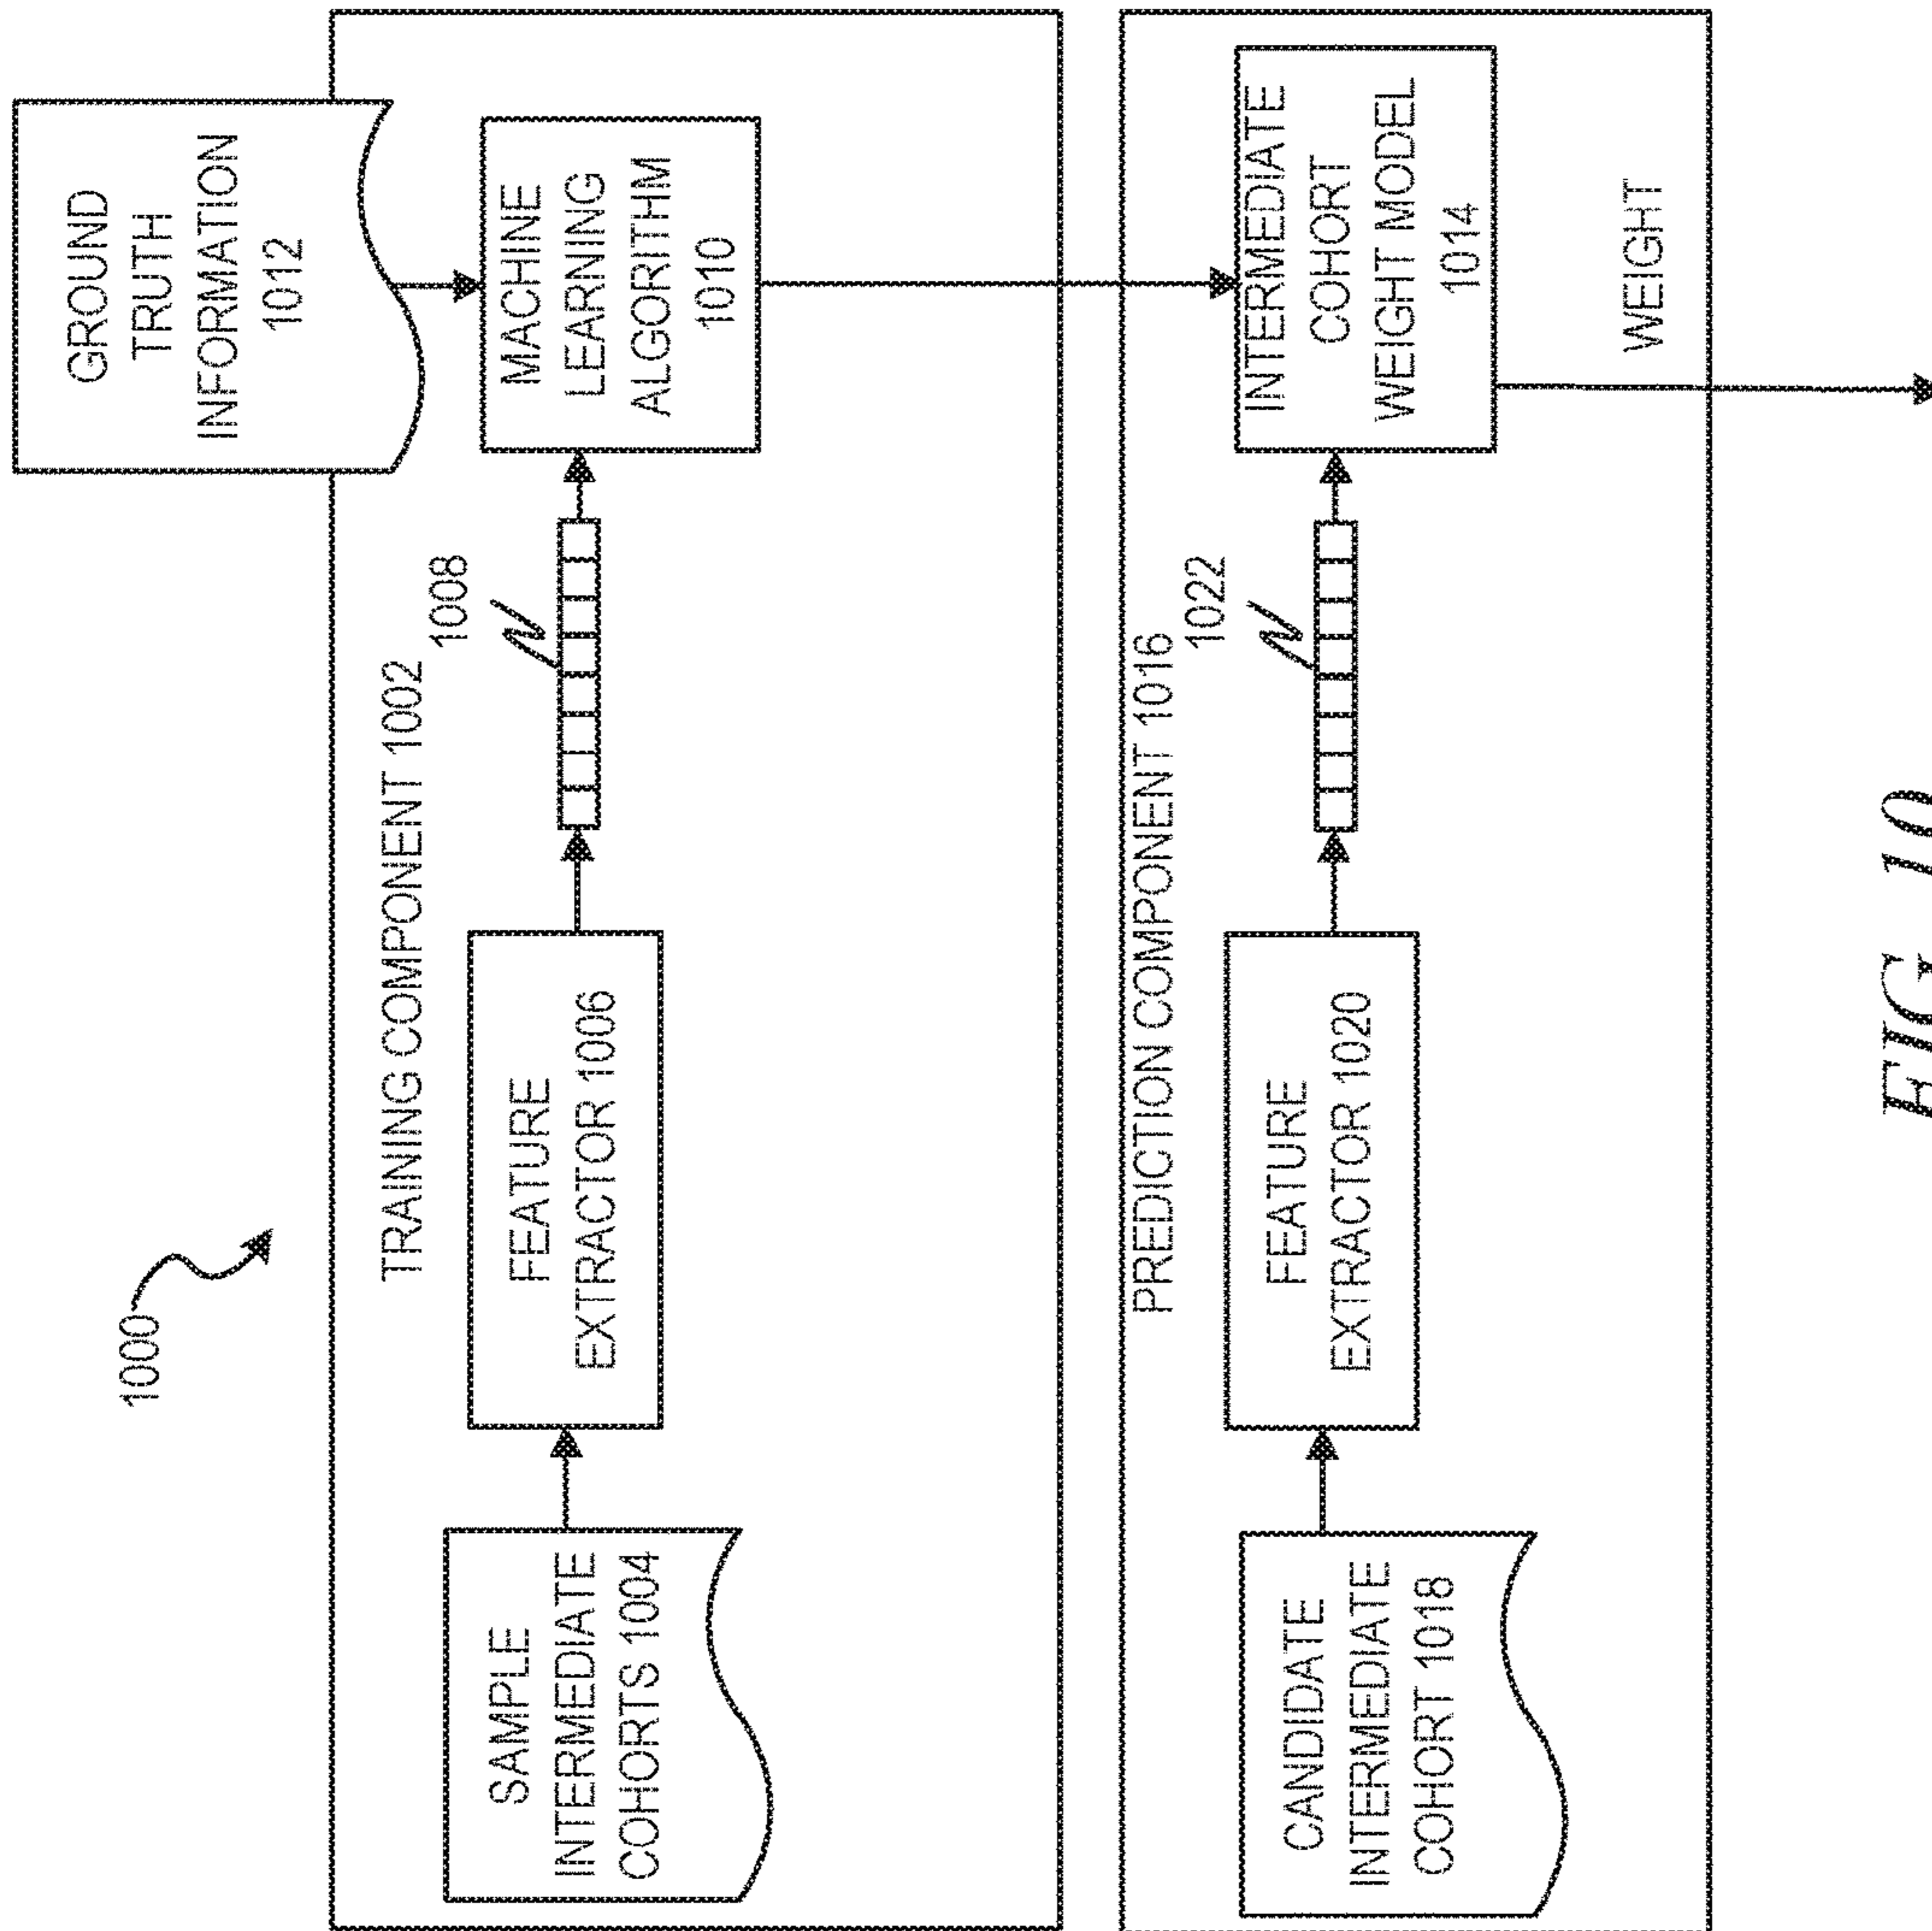 1000
GROUND
TRUTH
INFORMATION
1012
TRAINING COMPONENT 1002
1008
SAMPLE
INTERMEDIATE
COHORTS 1004
FEATURE
EXTRACTOR 1006
MACHINE
LEARNING
ALGORITHM
1010
PREDICTION COMPONENT 1016
1022
CANDIDATE
INTERMEDIATE
COHORT 1018
FEATURE
EXTRACTOR 1020
INTERMEDIATE
COHORT
WEIGHT MODEL
1014
WEIGHT
FIG. 10